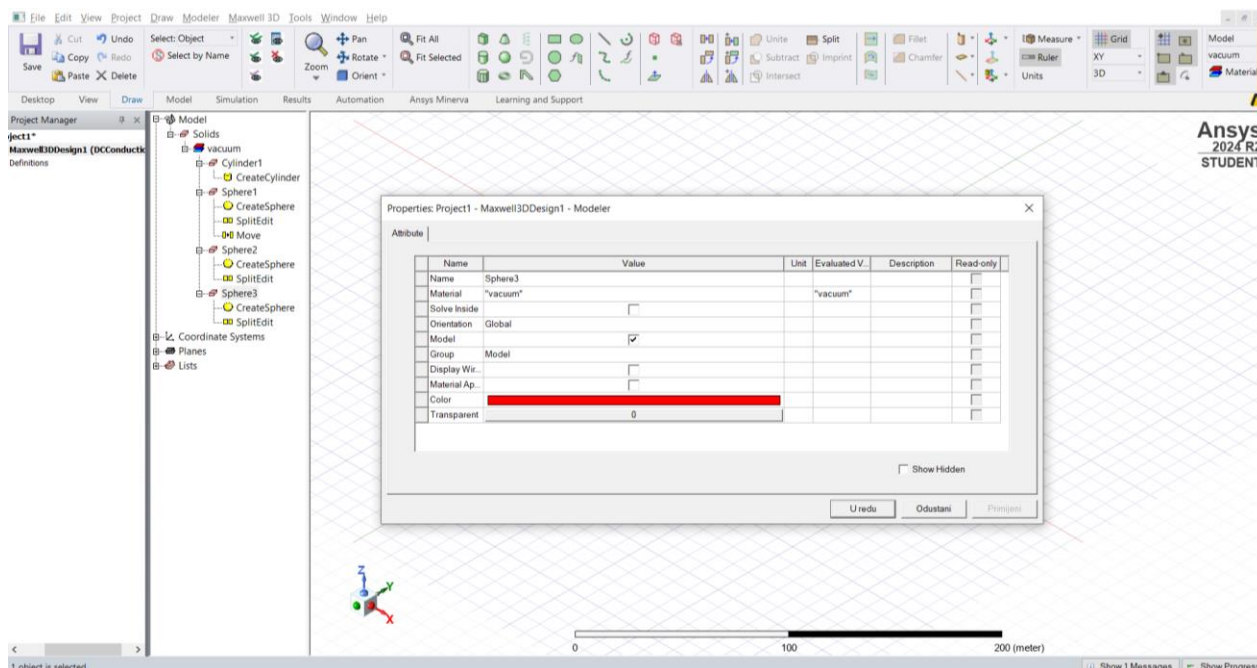 File Edit View Project Draw Modeler Maxwell 3D Tools Window Help
Save
Cut
Copy
Paste
Undo
Redo
Delete
Select: Object
Select by Name
Zoom
Pan
Rotate
Orient
Fit All
Fit Selected
Unite
Subtract
Intersect
Split
Imprint
Fillet
Chamfer
Measure
Ruler
Units
Grid
XY
3D
Model
vacuum
Material
Desktop View Draw Model Simulation Results Automation Ansys Minerva Learning and Support
Project Manager
ject1*
Maxwell3DDesign1 (DCConductio
Definitions
Model
Solids
vacuum
Cylinder1
CreateCylinder
Sphere1
CreateSphere
SplitEdit
Move
Sphere2
CreateSphere
SplitEdit
Sphere3
CreateSphere
SplitEdit
Coordinate Systems
Planes
Lists
Ansys
2024 R2
STUDENT
Properties: Project1 - Maxwell3DDesign1 - Modeler
Attribute
Name Value Unit Evaluated V... Description Read-only
Name Sphere3
Material "vacuum" "vacuum"
Solve Inside
Orientation Global
Model
Group Model
Display Wir...
Material Ap...
Color
Transparent 0
Show Hidden
U redu Odustani Primijeni
Z
Y
X
0 100 200 (meter)
1 object is selected
Show 1 Messages Show Progress